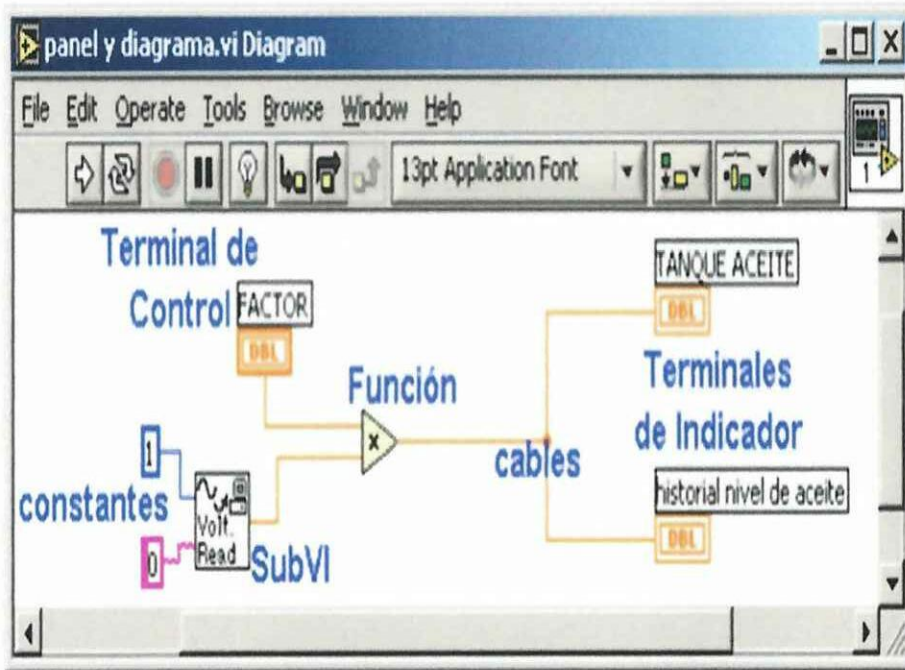 panel y diagrama.vi Diagram
File Edit Operate Tools Browse Window Help
13pt Application Font
1
Terminal de
Control
FACTOR
DBL
TANQUE ACEITE
DBL
Función
x
Terminales
de Indicador
cables
1
constantes
Volt.
Read
0
SubVI
historial nivel de aceite
DBL